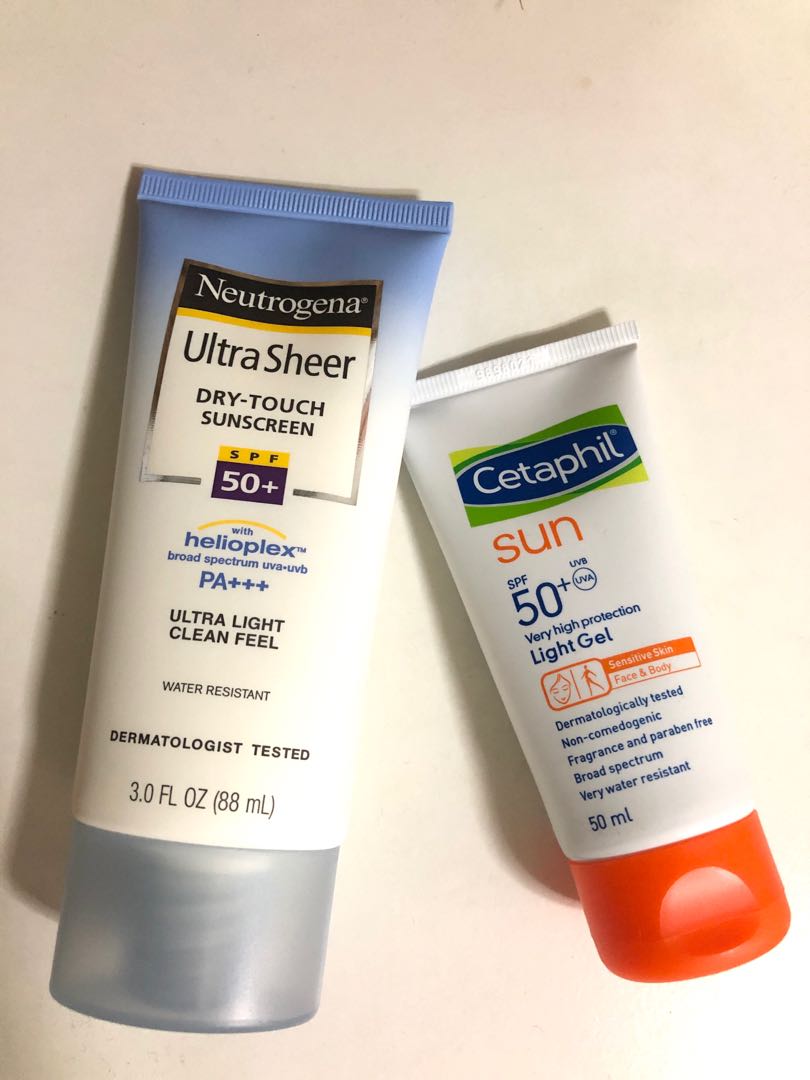 Neutrogena®
Ultra Sheer
DRY-TOUCH
SUNSCREEN
SPF
50+
with
helioplex™
broad spectrum uva•uvb
PA+++
ULTRA LIGHT
CLEAN FEEL
WATER RESISTANT
DERMATOLOGIST TESTED
3.0 FL OZ (88 mL)
Cetaphil®
sun
SPF
50+
UVB
UVA
Very high protection
Light Gel
Sensitive Skin
Face & Body
Dermatologically tested
Non-comedogenic
Fragrance and paraben free
Broad spectrum
Very water resistant
50 ml